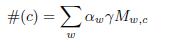 #(c) = ∑_w α_w γ M_{w,c}